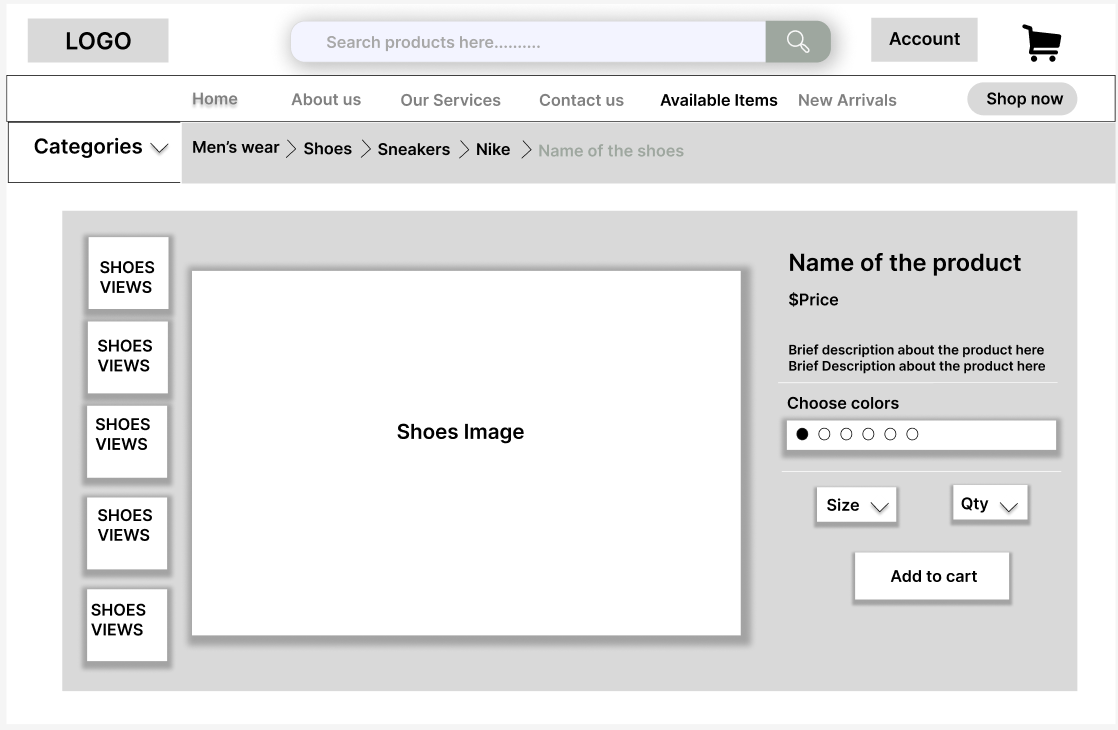 LOGO
Search products here..........
Account
Home
About us
Our Services
Contact us
Available Items
New Arrivals
Shop now
Categories
Men’s wear
Shoes
Sneakers
Nike
Name of the shoes
SHOES
VIEWS
SHOES
VIEWS
SHOES
VIEWS
SHOES
VIEWS
SHOES
VIEWS
Shoes Image
Name of the product
$Price
Brief description about the product here
Brief Description about the product here
Choose colors
Size
Qty
Add to cart